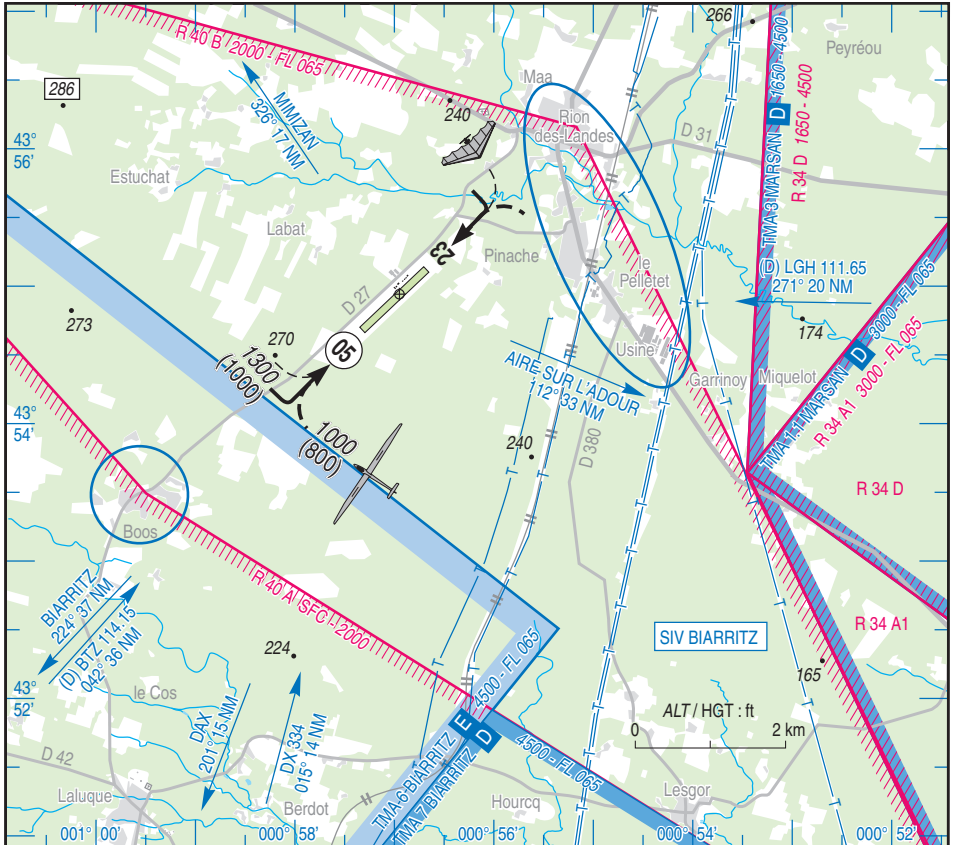 R 40 B 2000 - FL 065
266
Peyréou
286
Maa
MIMIZAN
326° 17 NM
240
Rion
des-Landes
D 31
43°
56'
Estuchat
TMA 3 MARSAN D 1650 - 4500
R 34 D 1650 - 4500
Labat
Pinache
23
le
Pelletet
(D) LGH 111.65
271° 20 NM
D 27
273
174
270
05
Usine
1300
(1000)
AIRE SUR L'ADOUR
112° 33 NM
Garrinoy
Miquelot
TMA 1.1 MARSAN D 3000 - FL 065
R 34 A1 3000 - FL 065
43°
54'
1000
(800)
240
D 380
R 34 D
Boos
R 40 A SFC - 2000
BIARRITZ
224° 37 NM
(D) BTZ 114.15
042° 36 NM
R 34 A1
SIV BIARRITZ
224
165
4500 - FL 065
43°
52'
le Cos
DAX
201° 15 NM
DX 334
015° 14 NM
ALT / HGT : ft
0 2 km
E
D
4500 - FL 065
D 42
TMA 6 BIARRITZ
TMA 7 BIARRITZ
Laluque
Berdot
Hourcq
Lesgor
001° 00' 000° 58' 000° 56' 000° 54' 000° 52'